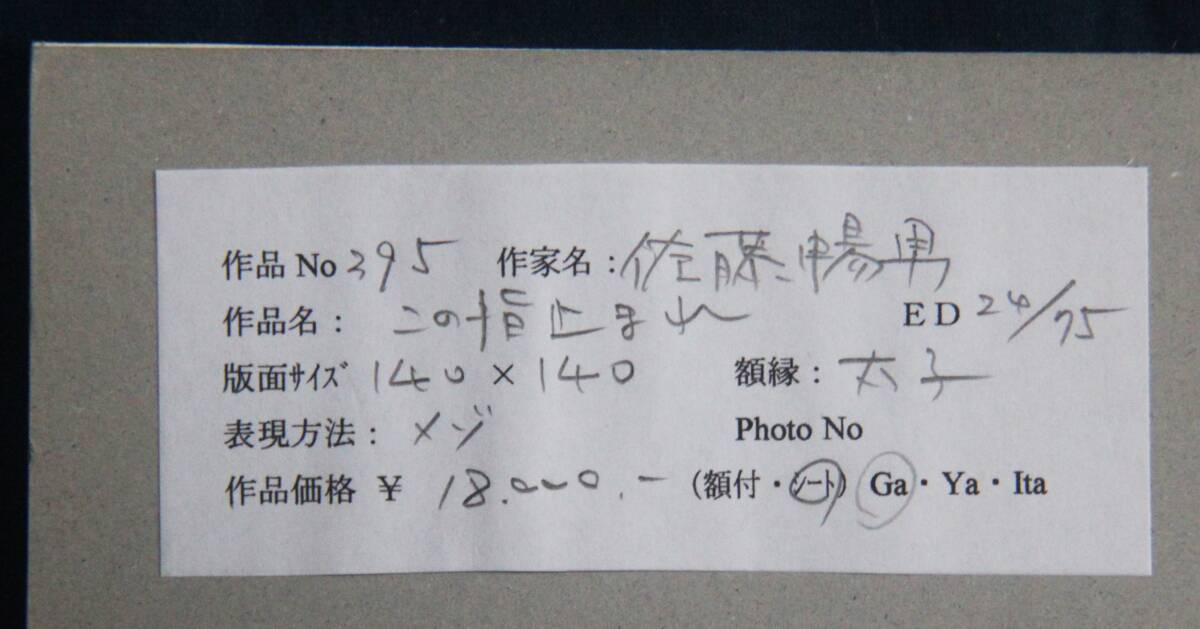 作品No 395 作家名：佐藤暢男
作品名： この指止まれ ED 24/75
版面ｻｲｽﾞ 140×140 額縁： 太子
表現方法： メゾ Photo No
作品価格 ￥ 18.000.- （額付・ｼｰﾄ） Ga・Ya・Ita